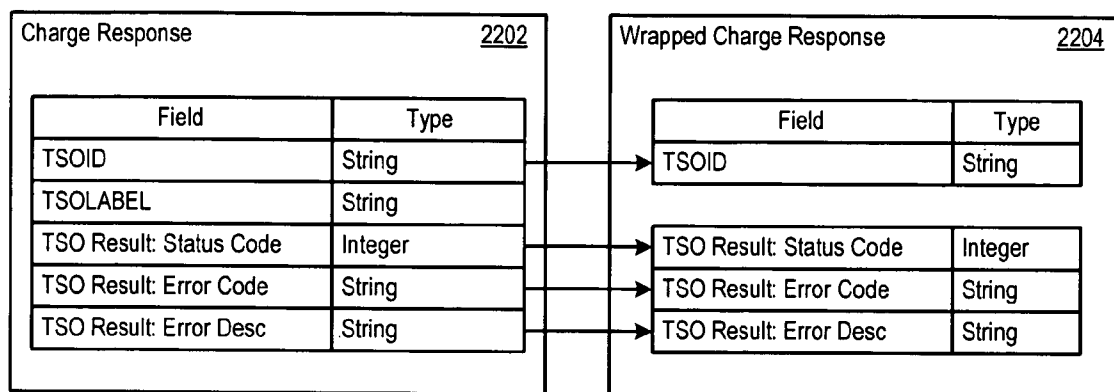 Charge Response 2202
Field Type
TSOID String
TSOLABEL String
TSO Result: Status Code Integer
TSO Result: Error Code String
TSO Result: Error Desc String
Wrapped Charge Response 2204
Field Type
TSOID String
TSO Result: Status Code Integer
TSO Result: Error Code String
TSO Result: Error Desc String